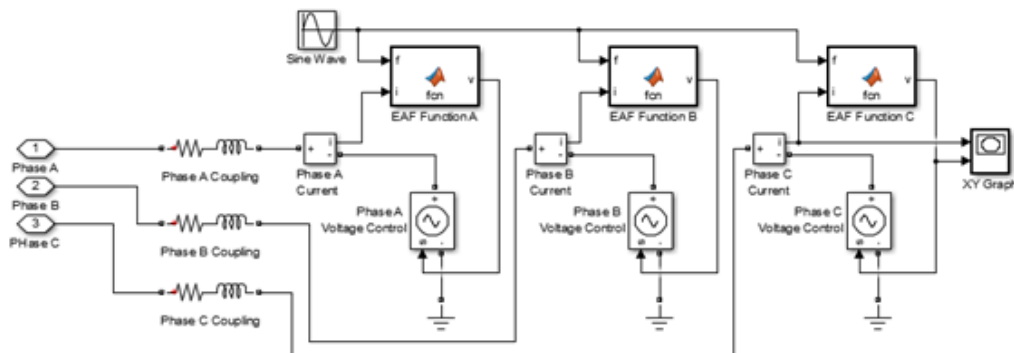 Sine Wave
f
i
v
fcn
EAF Function A
f
i
v
fcn
EAF Function B
f
i
v
fcn
EAF Function C
1
Phase A
2
Phase B
3
PHase C
Phase A Coupling
Phase B Coupling
Phase C Coupling
+
i
-
Phase A
Current
+
i
-
Phase B
Current
+
i
-
Phase C
Current
XY Graph
Phase A
Voltage Control
+
s
-
Phase B
Voltage Control
+
s
-
Phase C
Voltage Control
+
s
-